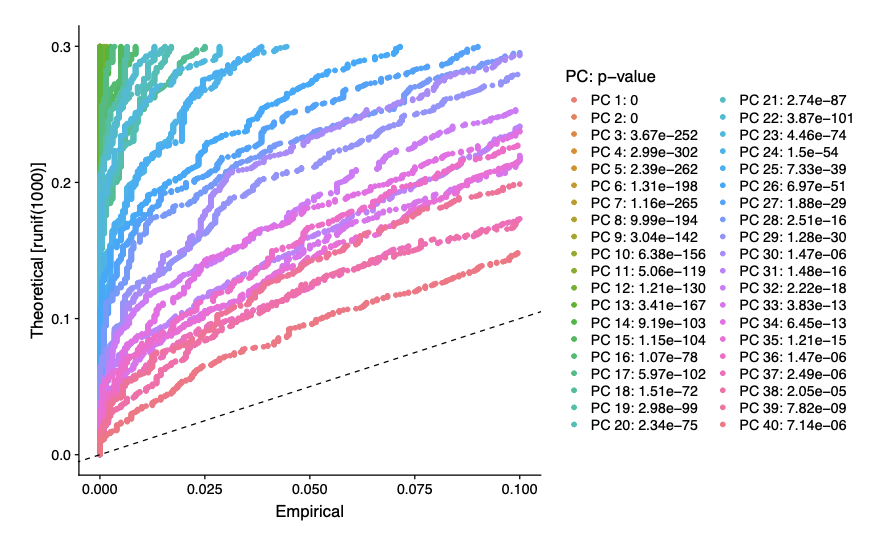 0.3
0.2
0.1
0.0
Theoretical [runif(1000)]
0.000
0.025
0.050
0.075
0.100
Empirical
PC: p−value
PC 1: 0
PC 2: 0
PC 3: 3.67e−252
PC 4: 2.99e−302
PC 5: 2.39e−262
PC 6: 1.31e−198
PC 7: 1.16e−265
PC 8: 9.99e−194
PC 9: 3.04e−142
PC 10: 6.38e−156
PC 11: 5.06e−119
PC 12: 1.21e−130
PC 13: 3.41e−167
PC 14: 9.19e−103
PC 15: 1.15e−104
PC 16: 1.07e−78
PC 17: 5.97e−102
PC 18: 1.51e−72
PC 19: 2.98e−99
PC 20: 2.34e−75
PC 21: 2.74e−87
PC 22: 3.87e−101
PC 23: 4.46e−74
PC 24: 1.5e−54
PC 25: 7.33e−39
PC 26: 6.97e−51
PC 27: 1.88e−29
PC 28: 2.51e−16
PC 29: 1.28e−30
PC 30: 1.47e−06
PC 31: 1.48e−16
PC 32: 2.22e−18
PC 33: 3.83e−13
PC 34: 6.45e−13
PC 35: 1.21e−15
PC 36: 1.47e−06
PC 37: 2.49e−06
PC 38: 2.05e−05
PC 39: 7.82e−09
PC 40: 7.14e−06